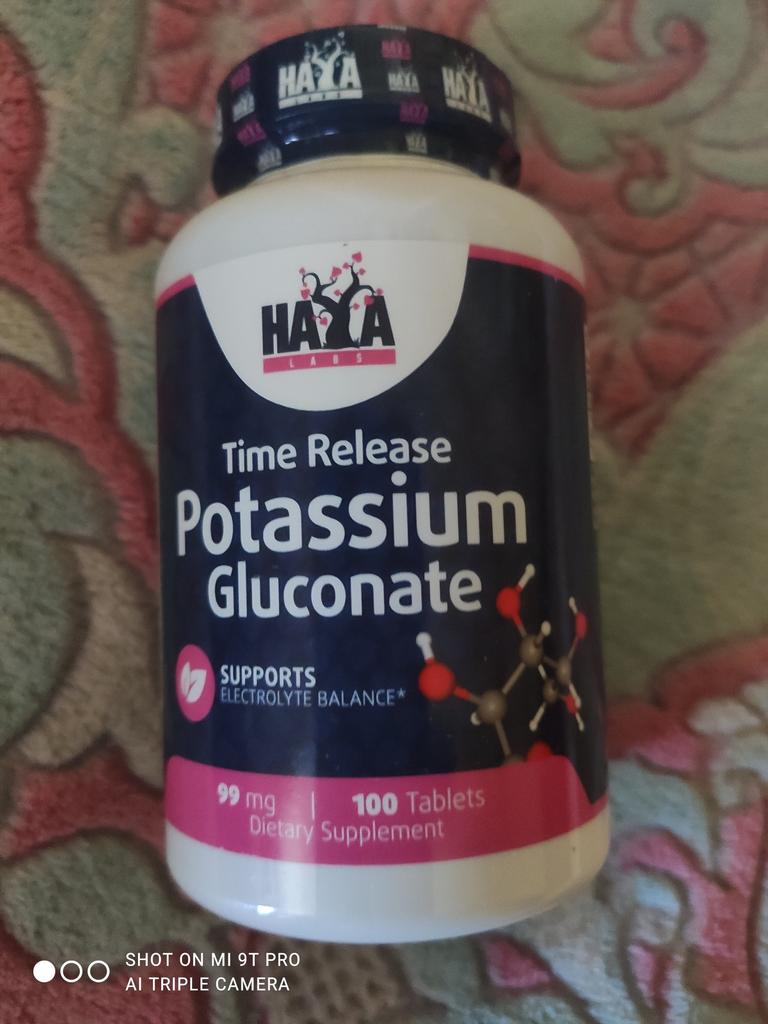 HAYA
LABS
HAYA
HAYA
LABS
Time Release
Potassium
Gluconate
SUPPORTS
ELECTROLYTE BALANCE*
99 mg | 100 Tablets
Dietary Supplement
SHOT ON MI 9T PRO
AI TRIPLE CAMERA